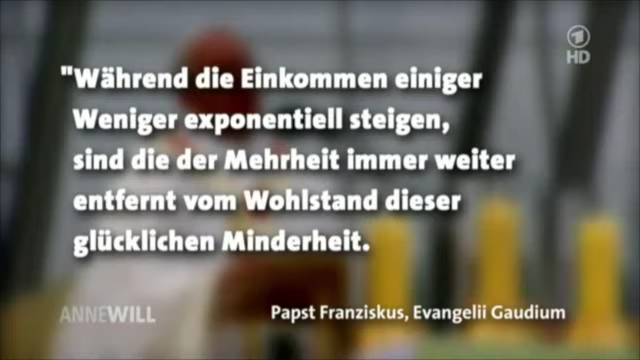 ARD 1
HD
"Während die Einkommen einiger
Weniger exponentiell steigen,
sind die der Mehrheit immer weiter
entfernt vom Wohlstand dieser
glücklichen Minderheit.
ANNEWILL
Papst Franziskus, Evangelii Gaudium